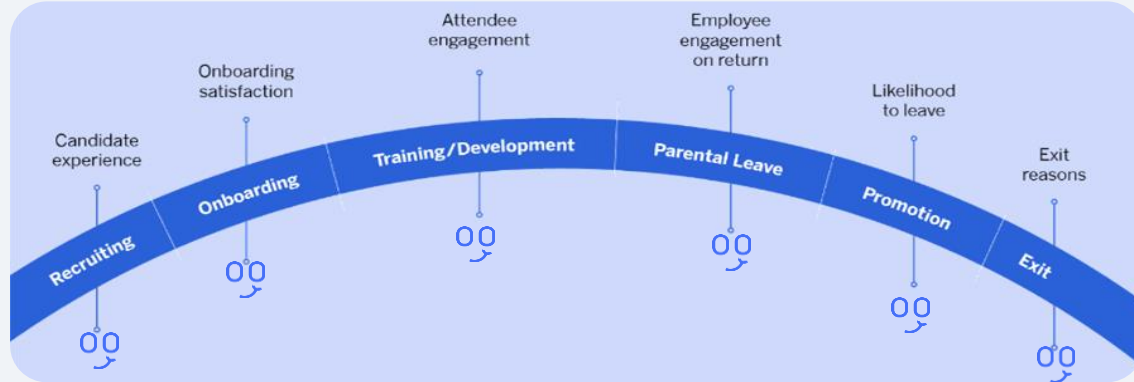 Candidate
experience
Onboarding
satisfaction
Attendee
engagement
Employee
engagement
on return
Likelihood
to leave
Exit
reasons
Recruiting
Onboarding
Training/Development
Parental Leave
Promotion
Exit